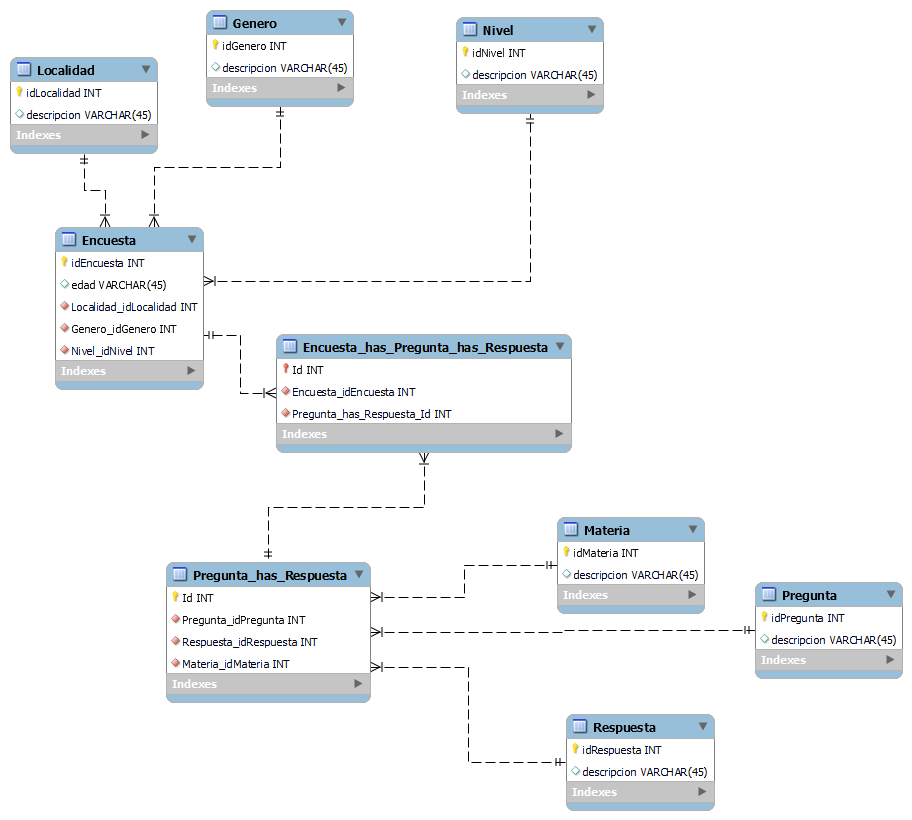 Genero
idGenero INT
descripcion VARCHAR(45)
Indexes
Nivel
idNivel INT
descripcion VARCHAR(45)
Indexes
Localidad
idLocalidad INT
descripcion VARCHAR(45)
Indexes
Encuesta
idEncuesta INT
edad VARCHAR(45)
Localidad_idLocalidad INT
Genero_idGenero INT
Nivel_idNivel INT
Indexes
Encuesta_has_Pregunta_has_Respuesta
Id INT
Encuesta_idEncuesta INT
Pregunta_has_Respuesta_Id INT
Indexes
Materia
idMateria INT
descripcion VARCHAR(45)
Indexes
Pregunta_has_Respuesta
Id INT
Pregunta_idPregunta INT
Respuesta_idRespuesta INT
Materia_idMateria INT
Indexes
Pregunta
idPregunta INT
descripcion VARCHAR(45)
Indexes
Respuesta
idRespuesta INT
descripcion VARCHAR(45)
Indexes